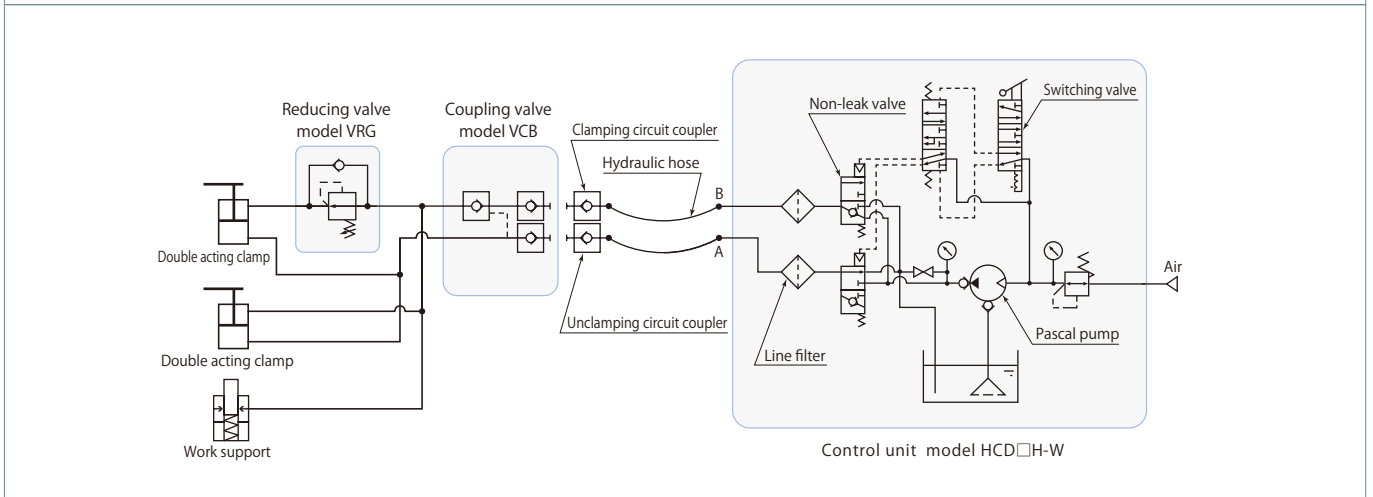 Reducing valve
model VRG
Coupling valve
model VCB
Clamping circuit coupler
Hydraulic hose
B
A
Unclamping circuit coupler
Non-leak valve
Switching valve
Air
Pascal pump
Line filter
Double acting clamp
Double acting clamp
Work support
Control unit model HCD□H-W